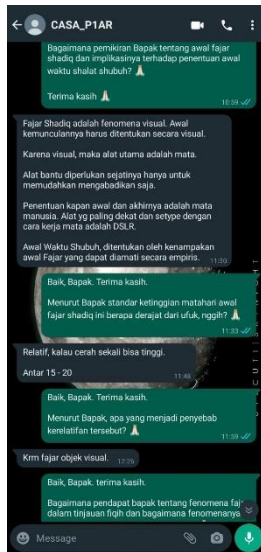 CASA_P1AR
Bagaimana pemikiran Bapak tentang awal fajar
shadiq dan implikasinya terhadap penentuan awal
waktu shalat shubuh? 🙏
Terima kasih 🙏
10:59
Fajar Shadiq adalah fenomena visual. Awal
kemunculannya harus ditentukan secara visual.
Karena visual, maka alat utama adalah mata.
Alat bantu diperlukan sejatinya hanya untuk
memudahkan mengabadikan saja.
Penentuan kapan awal dan akhirnya adalah mata
manusia. Alat yg paling dekat dan setype dengan
cara kerja mata adalah DSLR.
Awal Waktu Shubuh, ditentukan oleh kenampakan
awal Fajar yang dapat diamati secara empiris.
11:30
Baik, Bapak. Terima kasih.
Menurut Bapak standar ketinggian matahari awal
fajar shadiq ini berapa derajat dari ufuk, nggih? 🙏
11:33
Relatif, kalau cerah sekali bisa tinggi.
Antar 15 - 20
11:46
Baik, Bapak. Terima kasih.
Menurut Bapak, apa yang menjadi penyebab
kerelatifan tersebut? 🙏
11:59
Krm fajar objek visual.
12:26
Baik, Bapak. terima kasih.
Bagaimana pendapat bapak tentang fenomena faj
dalam tinjauan fiqih dan bagaimana fenomenanya
Message